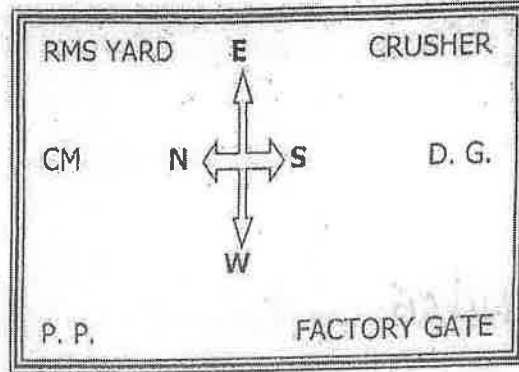 RMS YARD E CRUSHER
CM N S D. G.
W
P. P. FACTORY GATE